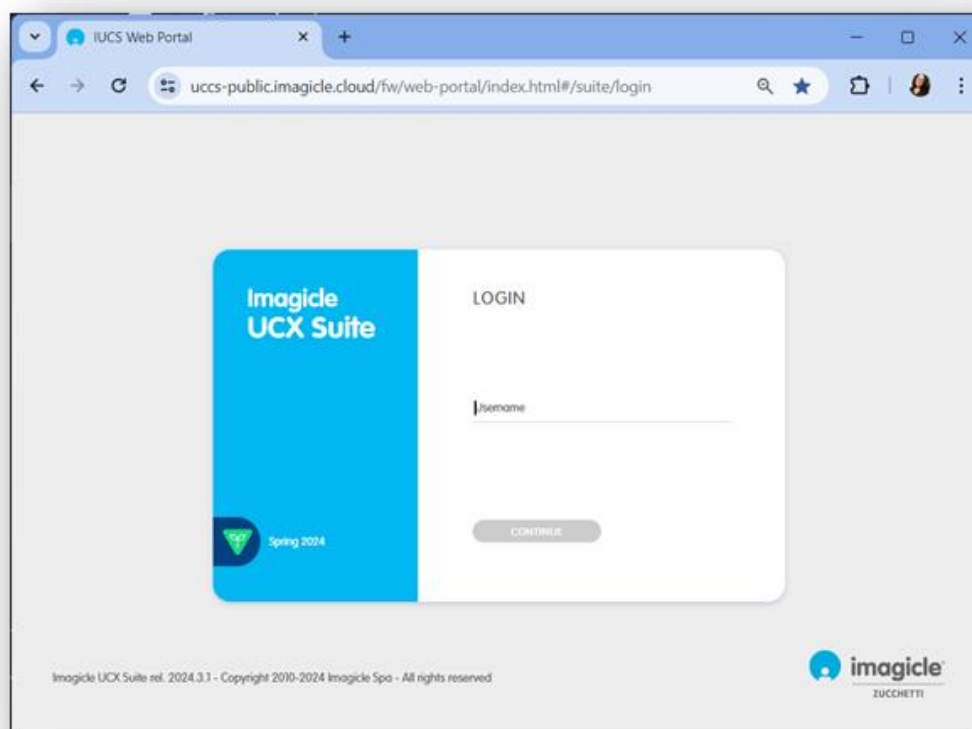 IUCS Web Portal
uccs-public.imagicle.cloud/fw/web-portal/index.html#/suite/login
Imagicle
UCX Suite
LOGIN
Username
CONTINUE
Spring 2024
Imagicle UCX Suite rel. 2024.3.1 - Copyright 2010-2024 Imagicle Spa - All rights reserved
imagicle
ZUCCHETTI